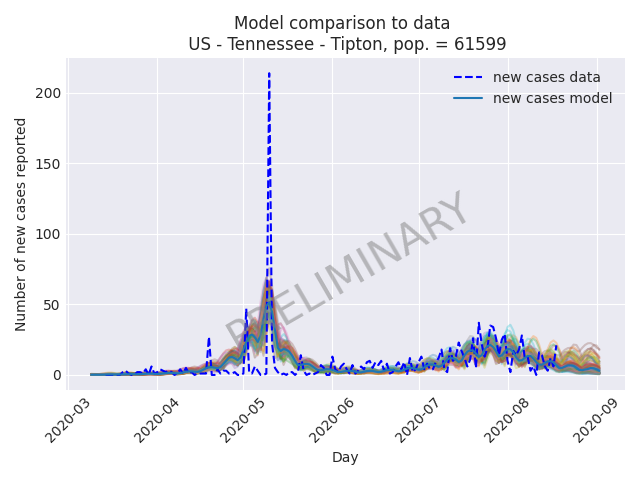 Model comparison to data
US - Tennessee - Tipton, pop. = 61599
new cases data
new cases model
Number of new cases reported
200
150
100
50
0
PRELIMINARY
2020-03
2020-04
2020-05
2020-06
2020-07
2020-08
2020-09
Day